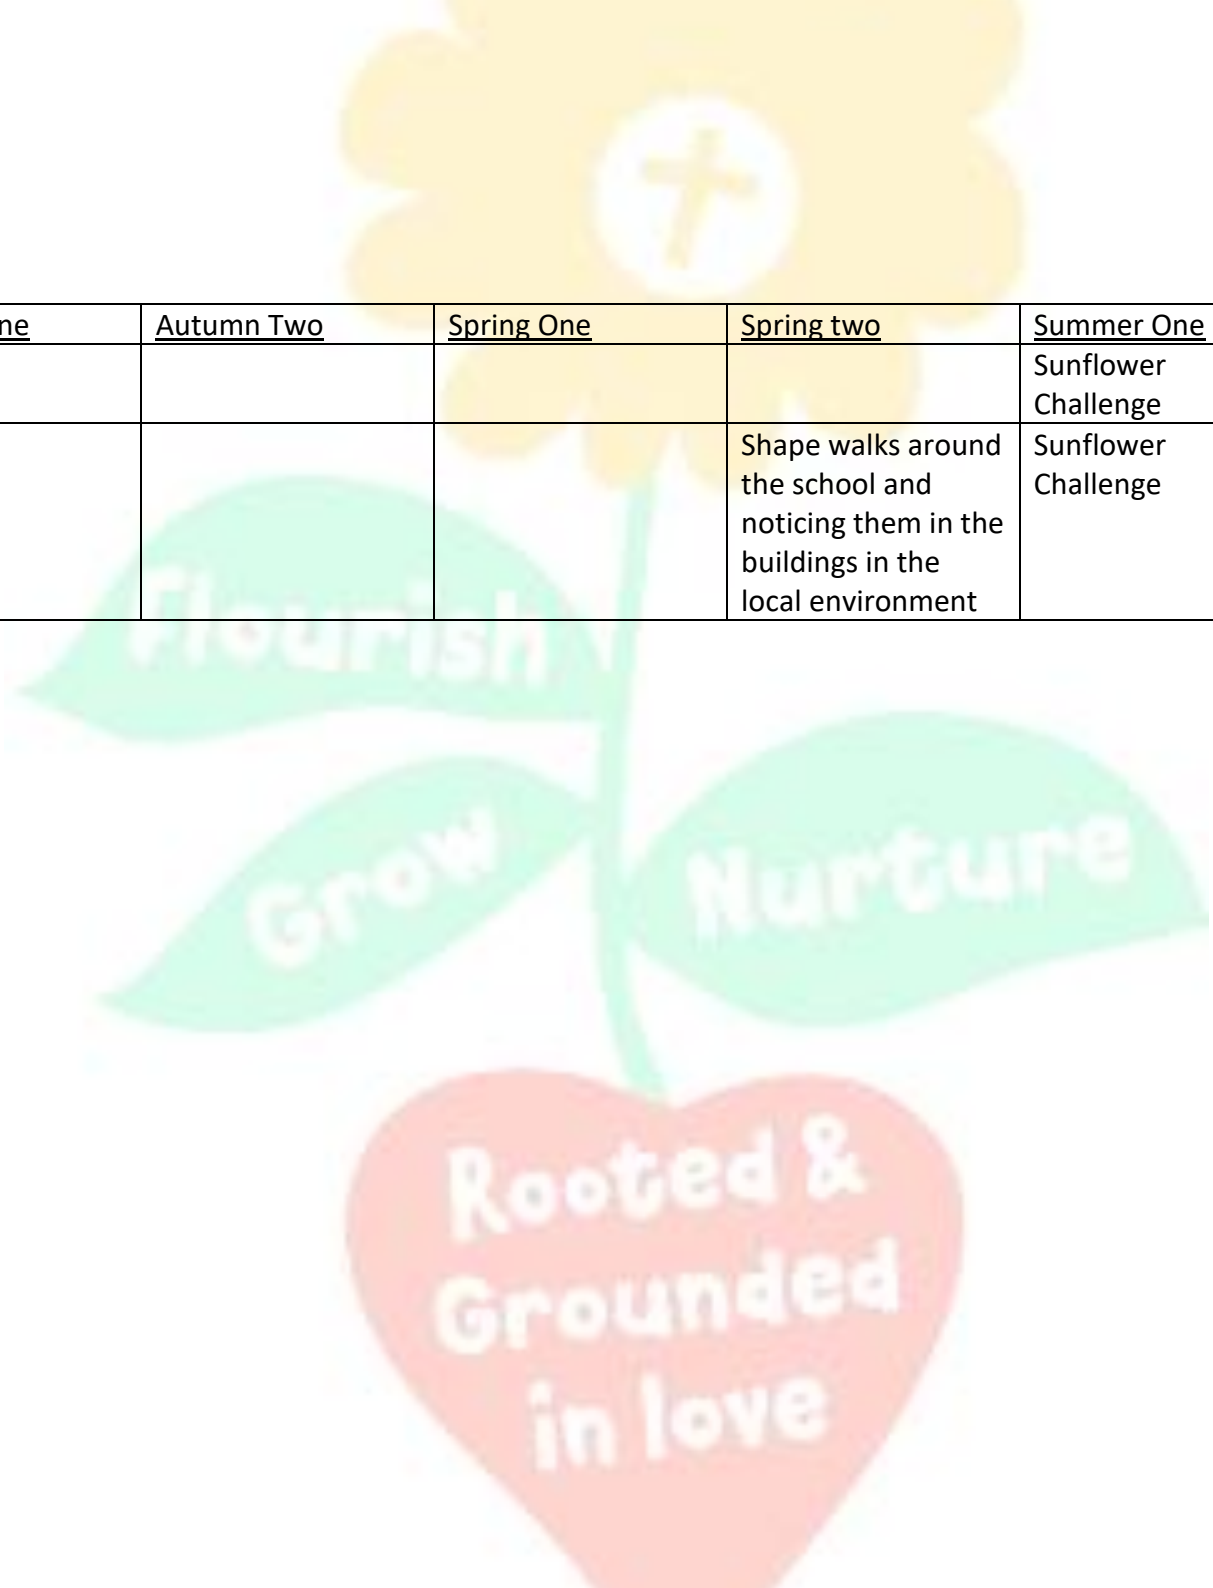 ne Autumn Two Spring One Spring two Summer One
Sunflower
Challenge
Shape walks around Sunflower
the school and Challenge
noticing them in the
buildings in the
local environment
Flourish
Grow
Nurture
Rooted &
Grounded
in love